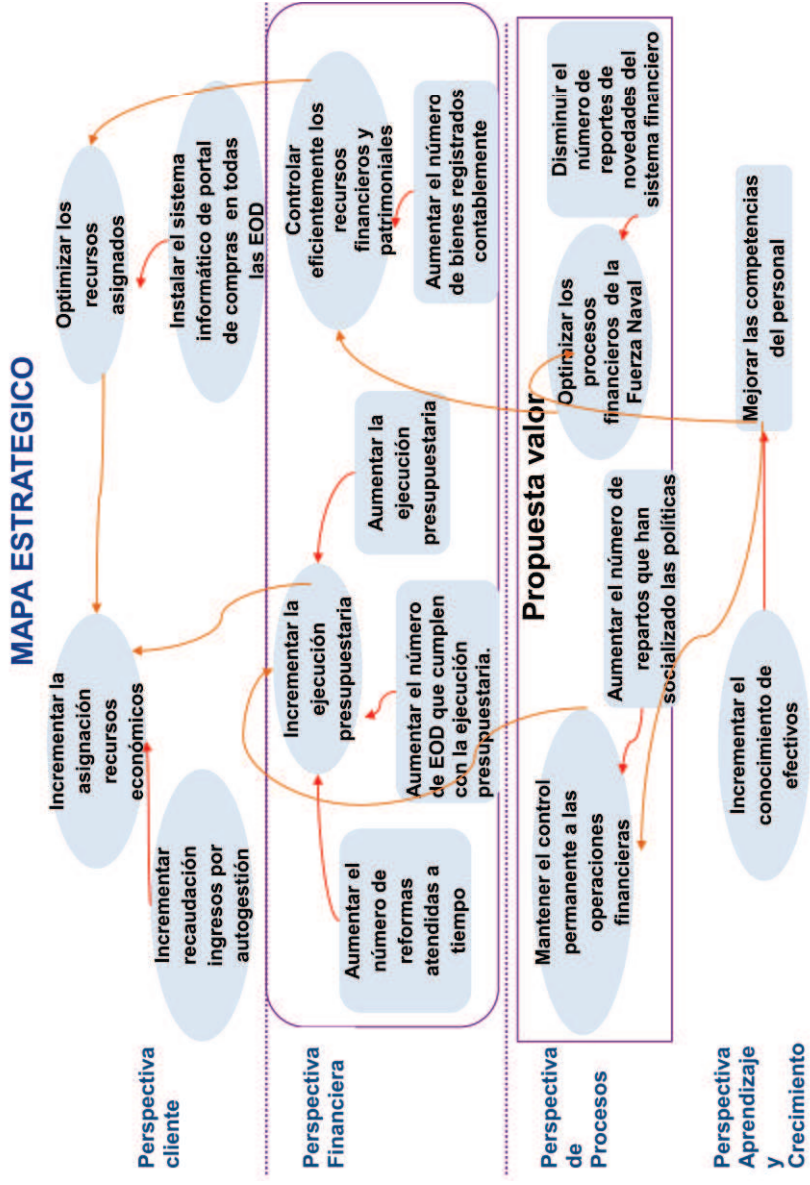 MAPA ESTRATEGICO
Perspectiva
cliente
Incrementar la
asignación
recursos
económicos
Incrementar
recaudación
ingresos por
autogestión
Optimizar los
recursos
asignados
Instalar el sistema
informático de portal
de compras en todas
las EOD
Perspectiva
Financiera
Incrementar la
ejecución
presupuestaria
Controlar
eficientemente los
recursos
financieros y
patrimoniales
Aumentar el
número de
reformas
atendidas a
tiempo
Aumentar el número
de EOD que cumplen
con la ejecución
presupuestaria.
Aumentar la
ejecución
presupuestaria
Aumentar el número
de bienes registrados
contablemente
Propuesta valor
Perspectiva
de
Procesos
Mantener el control
permanente a las
operaciones
financieras
Aumentar el número de
repartos que han
socializado las políticas
Optimizar los
procesos
financieros de la
Fuerza Naval
Disminuir el
número de
reportes de
novedades del
sistema financiero
Perspectiva
Aprendizaje
y
Crecimiento
Incrementar el
conocimiento de
efectivos
Mejorar las competencias
del personal